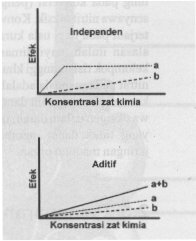 Independen
Efek
a
b
Konsentrasi zat kimia
Aditif
Efek
a+b
a
b
Konsentrasi zat kimia